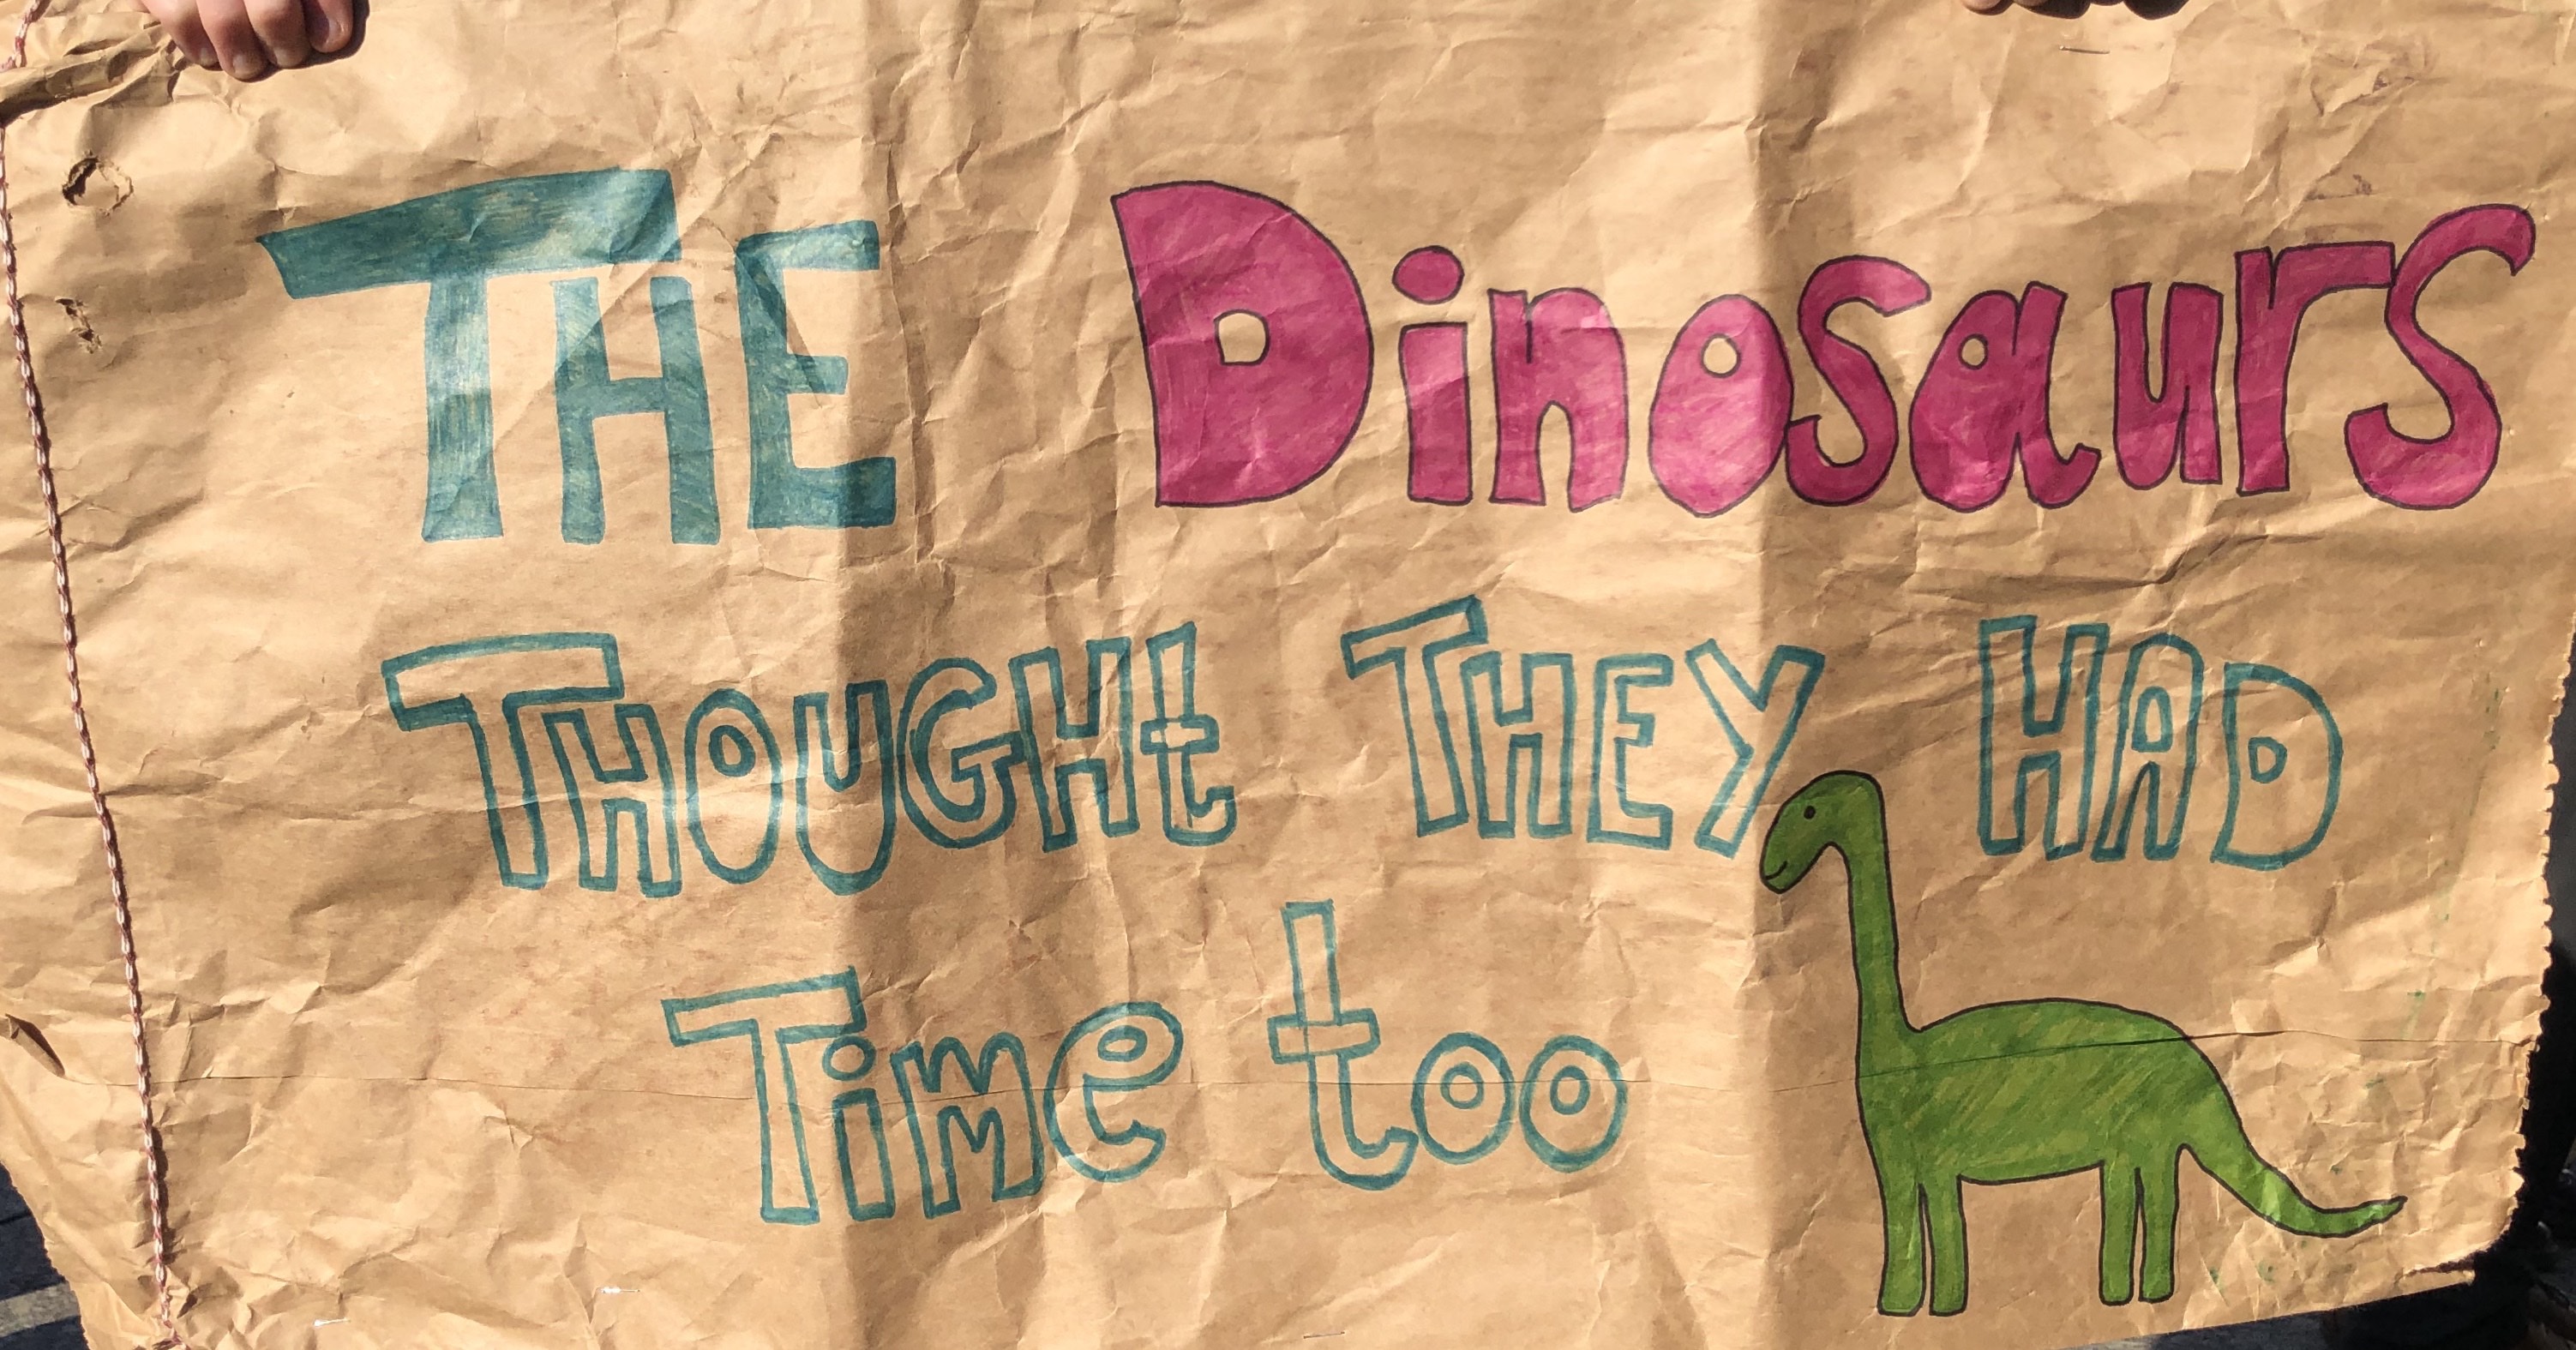 THE Dinosaurs
THOUGHt THEY HAD
Time too